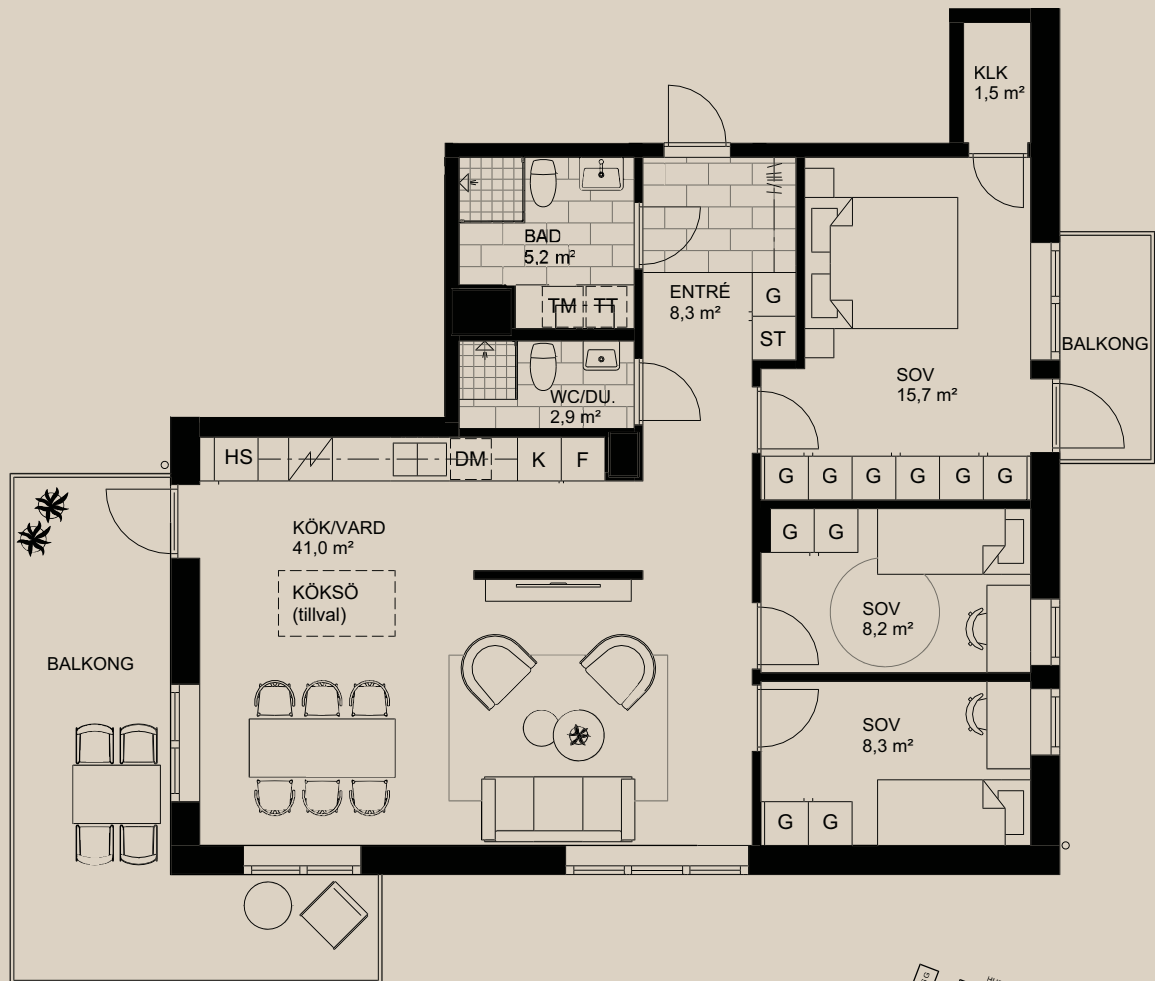 KLK
1,5 m²
BAD
5,2 m²
TM TT
ENTRÉ
8,3 m²
G
ST
BALKONG
SOV
15,7 m²
WC/DU.
2,9 m²
HS
DM
K
F
G G G G G G
KÖK/VARD
41,0 m²
G G
KÖKSÖ
(tillval)
SOV
8,2 m²
BALKONG
SOV
8,3 m²
G G